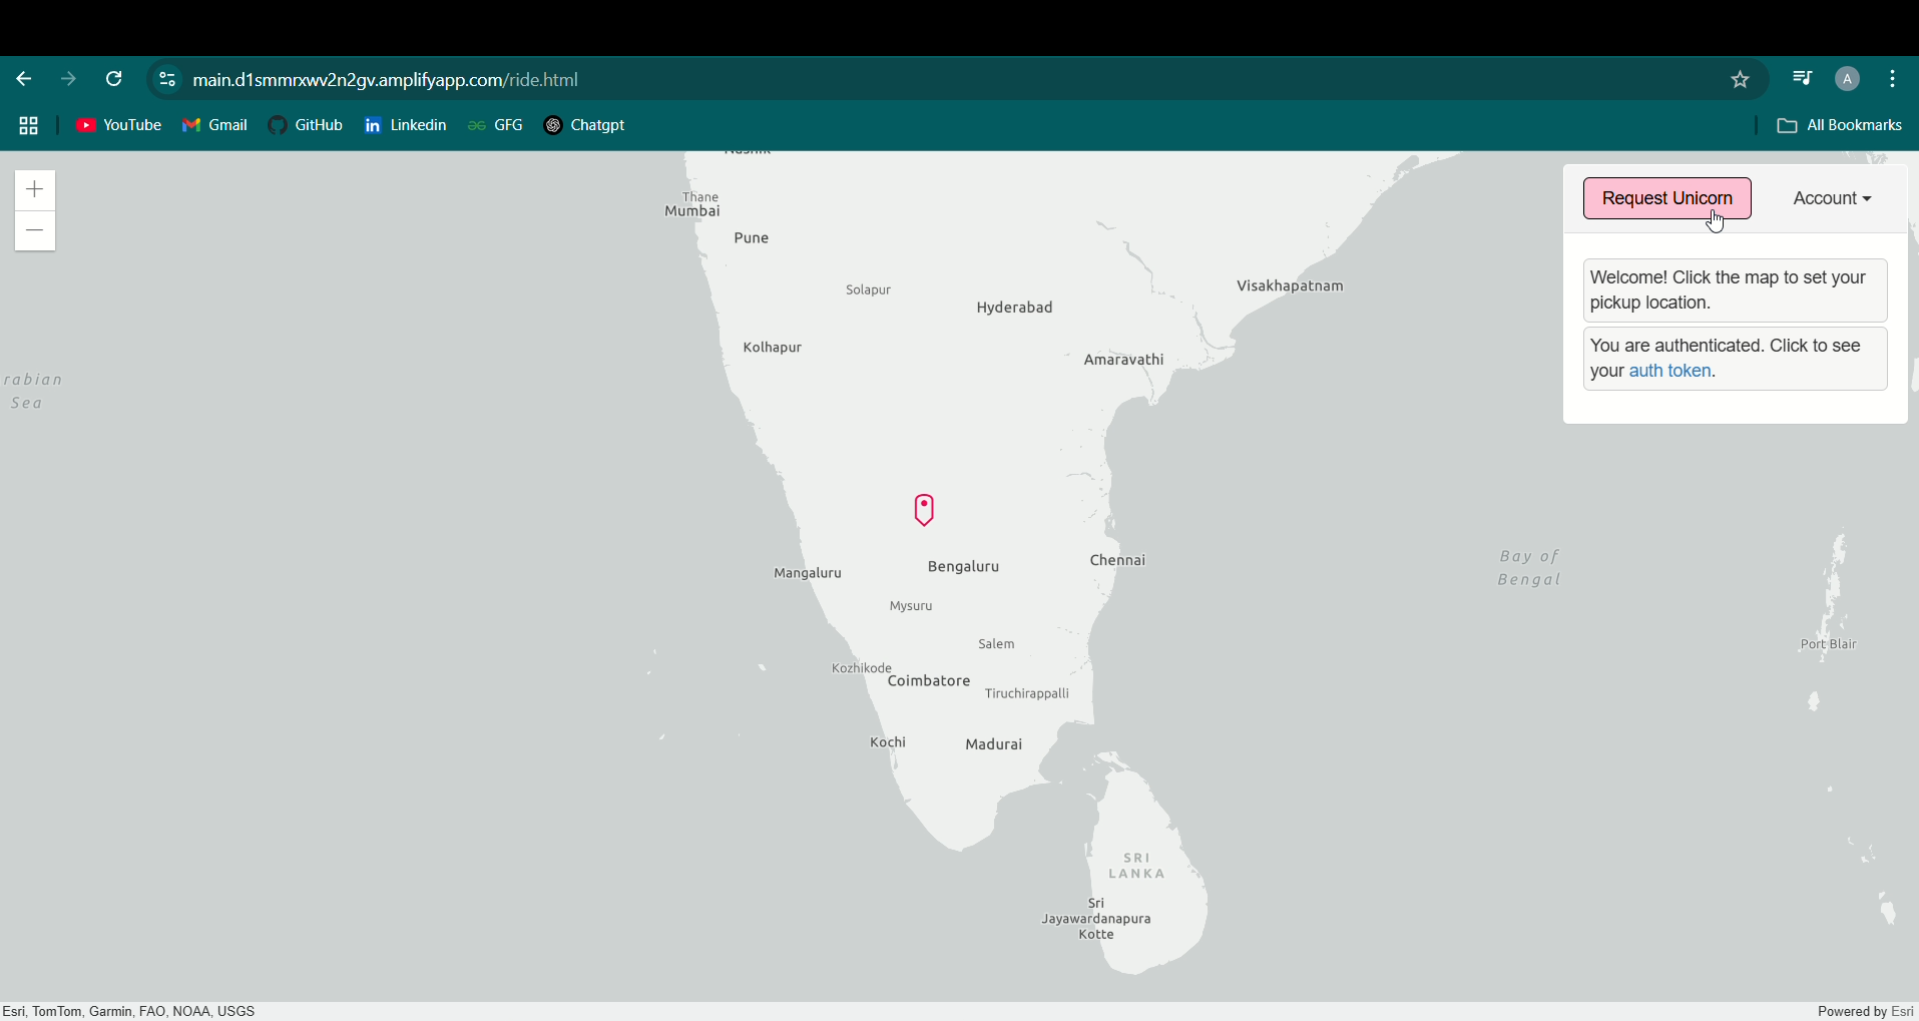 main.d1smmrxwv2n2gv.amplifyapp.com/ride.html
A
YouTube
Gmail
GitHub
Linkedin
GFG
Chatgpt
All Bookmarks
Thane
Mumbai
Pune
Solapur
Hyderabad
Visakhapatnam
Kolhapur
Amaravathi
rabian
Sea
Request Unicorn
Account
Welcome! Click the map to set your
pickup location.
You are authenticated. Click to see
your auth token.
Bengaluru
Chennai
Mangaluru
Mysuru
Bay of
Bengal
Salem
Port Blair
Kozhikode
Coimbatore
Tiruchirappalli
Kochi
Madurai
SRI
LANKA
Sri
Jayawardanapura
Kotte
Esri, TomTom, Garmin, FAO, NOAA, USGS
Powered by Esri